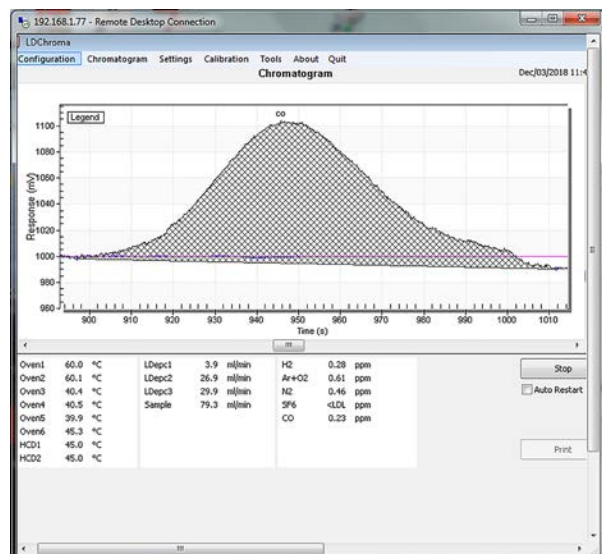 192.168.1.77 - Remote Desktop Connection
LDChroma
Configuration Chromatogram Settings Calibration Tools About Quit
Chromatogram Dec/03/2018 11:4
Legend
CO
1100
1080
1060
1040
1020
1000
980
960
Response (mV)
900 910 920 930 940 950 960 970 980 990 1000 1010
Time (s)
Oven1 60.0 °C LDepc1 3.9 ml/min H2 0.28 ppm
Oven2 60.1 °C LDepc2 26.9 ml/min Ar+O2 0.61 ppm
Oven3 40.4 °C LDepc3 29.9 ml/min N2 0.46 ppm
Oven4 40.5 °C Sample 79.3 ml/min SF6 <LDL ppm
Oven5 39.9 °C CO 0.23 ppm
Oven6 45.3 °C
HCD1 45.0 °C
HCD2 45.0 °C
Stop
Auto Restart
Print